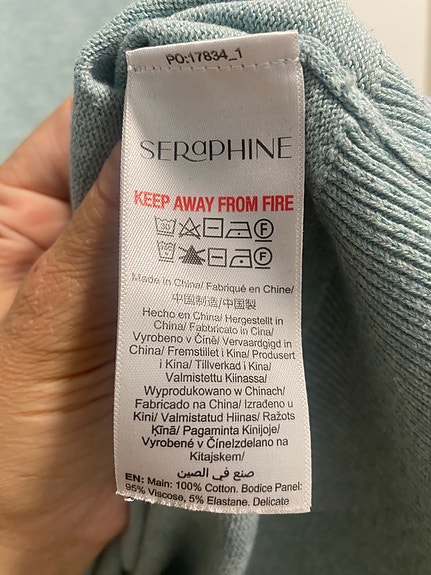 PO:17834_1
SERaPHINE
KEEP AWAY FROM FIRE
30 F
F
Made in China/ Fabriqué en Chine/
中国制造/中国製
Hecho en China/ Hergestellt in
China/ Fabbricato in Cina/
Vyrobeno v Číně/ Vervaardigd in
China/ Fremstillet i Kina/ Produsert
i Kina/ Tillverkad i Kina/
Valmistettu Kiinassa/
Wyprodukowano w Chinach/
Fabricado na China/ Izrađeno u
Kini/ Valmistatud Hiinas/ Ražots
Ķīnā/ Pagaminta Kinijoje/
Vyrobené v ČíneIzdelano na
Kitajskem/
صنع في الصين
EN: Main: 100% Cotton. Bodice Panel:
95% Viscose, 5% Elastane. Delicate